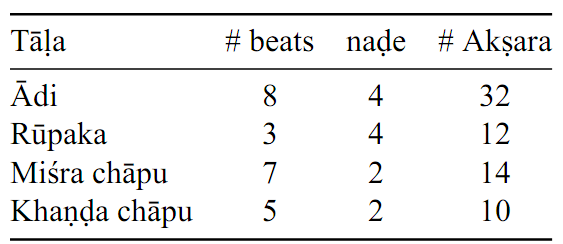 Tāḷa # beats naḍe # Akṣara
Ādi 8 4 32
Rūpaka 3 4 12
Miśra chāpu 7 2 14
Khaṇḍa chāpu 5 2 10